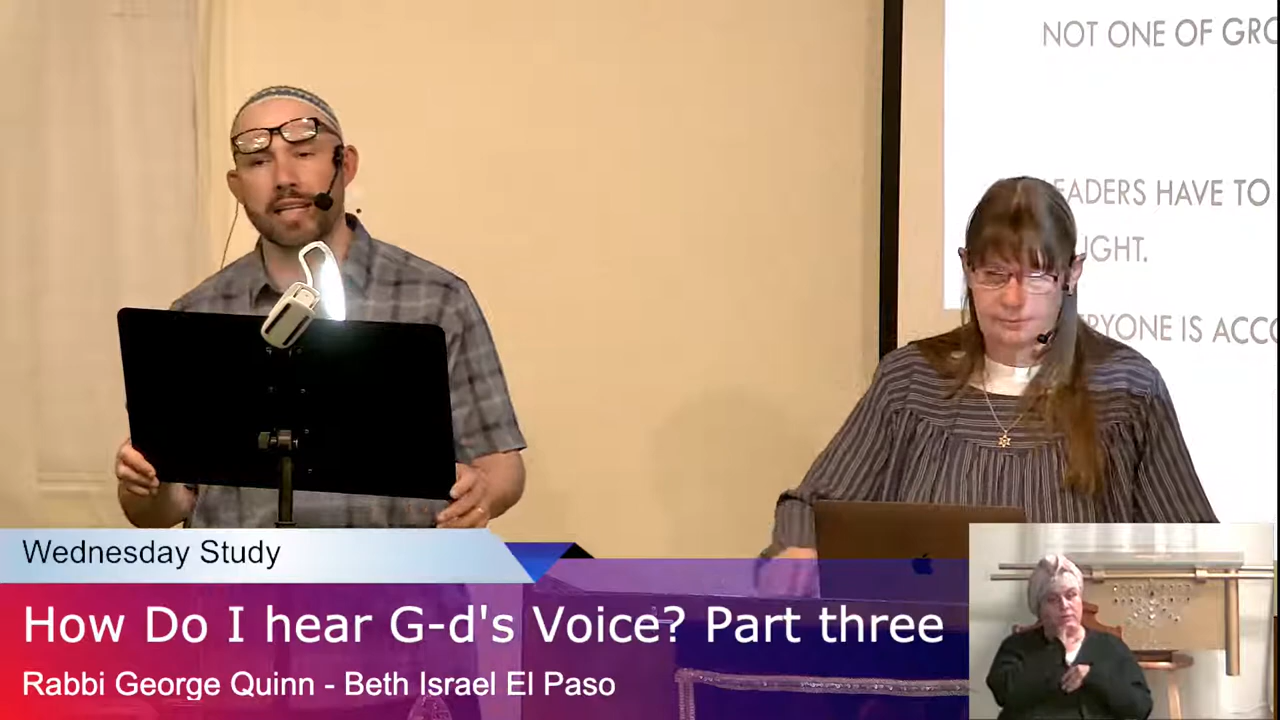 NOT ONE OF GRO
EADERS HAVE TO
UGHT.
RYONE IS ACCO
Wednesday Study
How Do I hear G-d's Voice? Part three
Rabbi George Quinn - Beth Israel El Paso